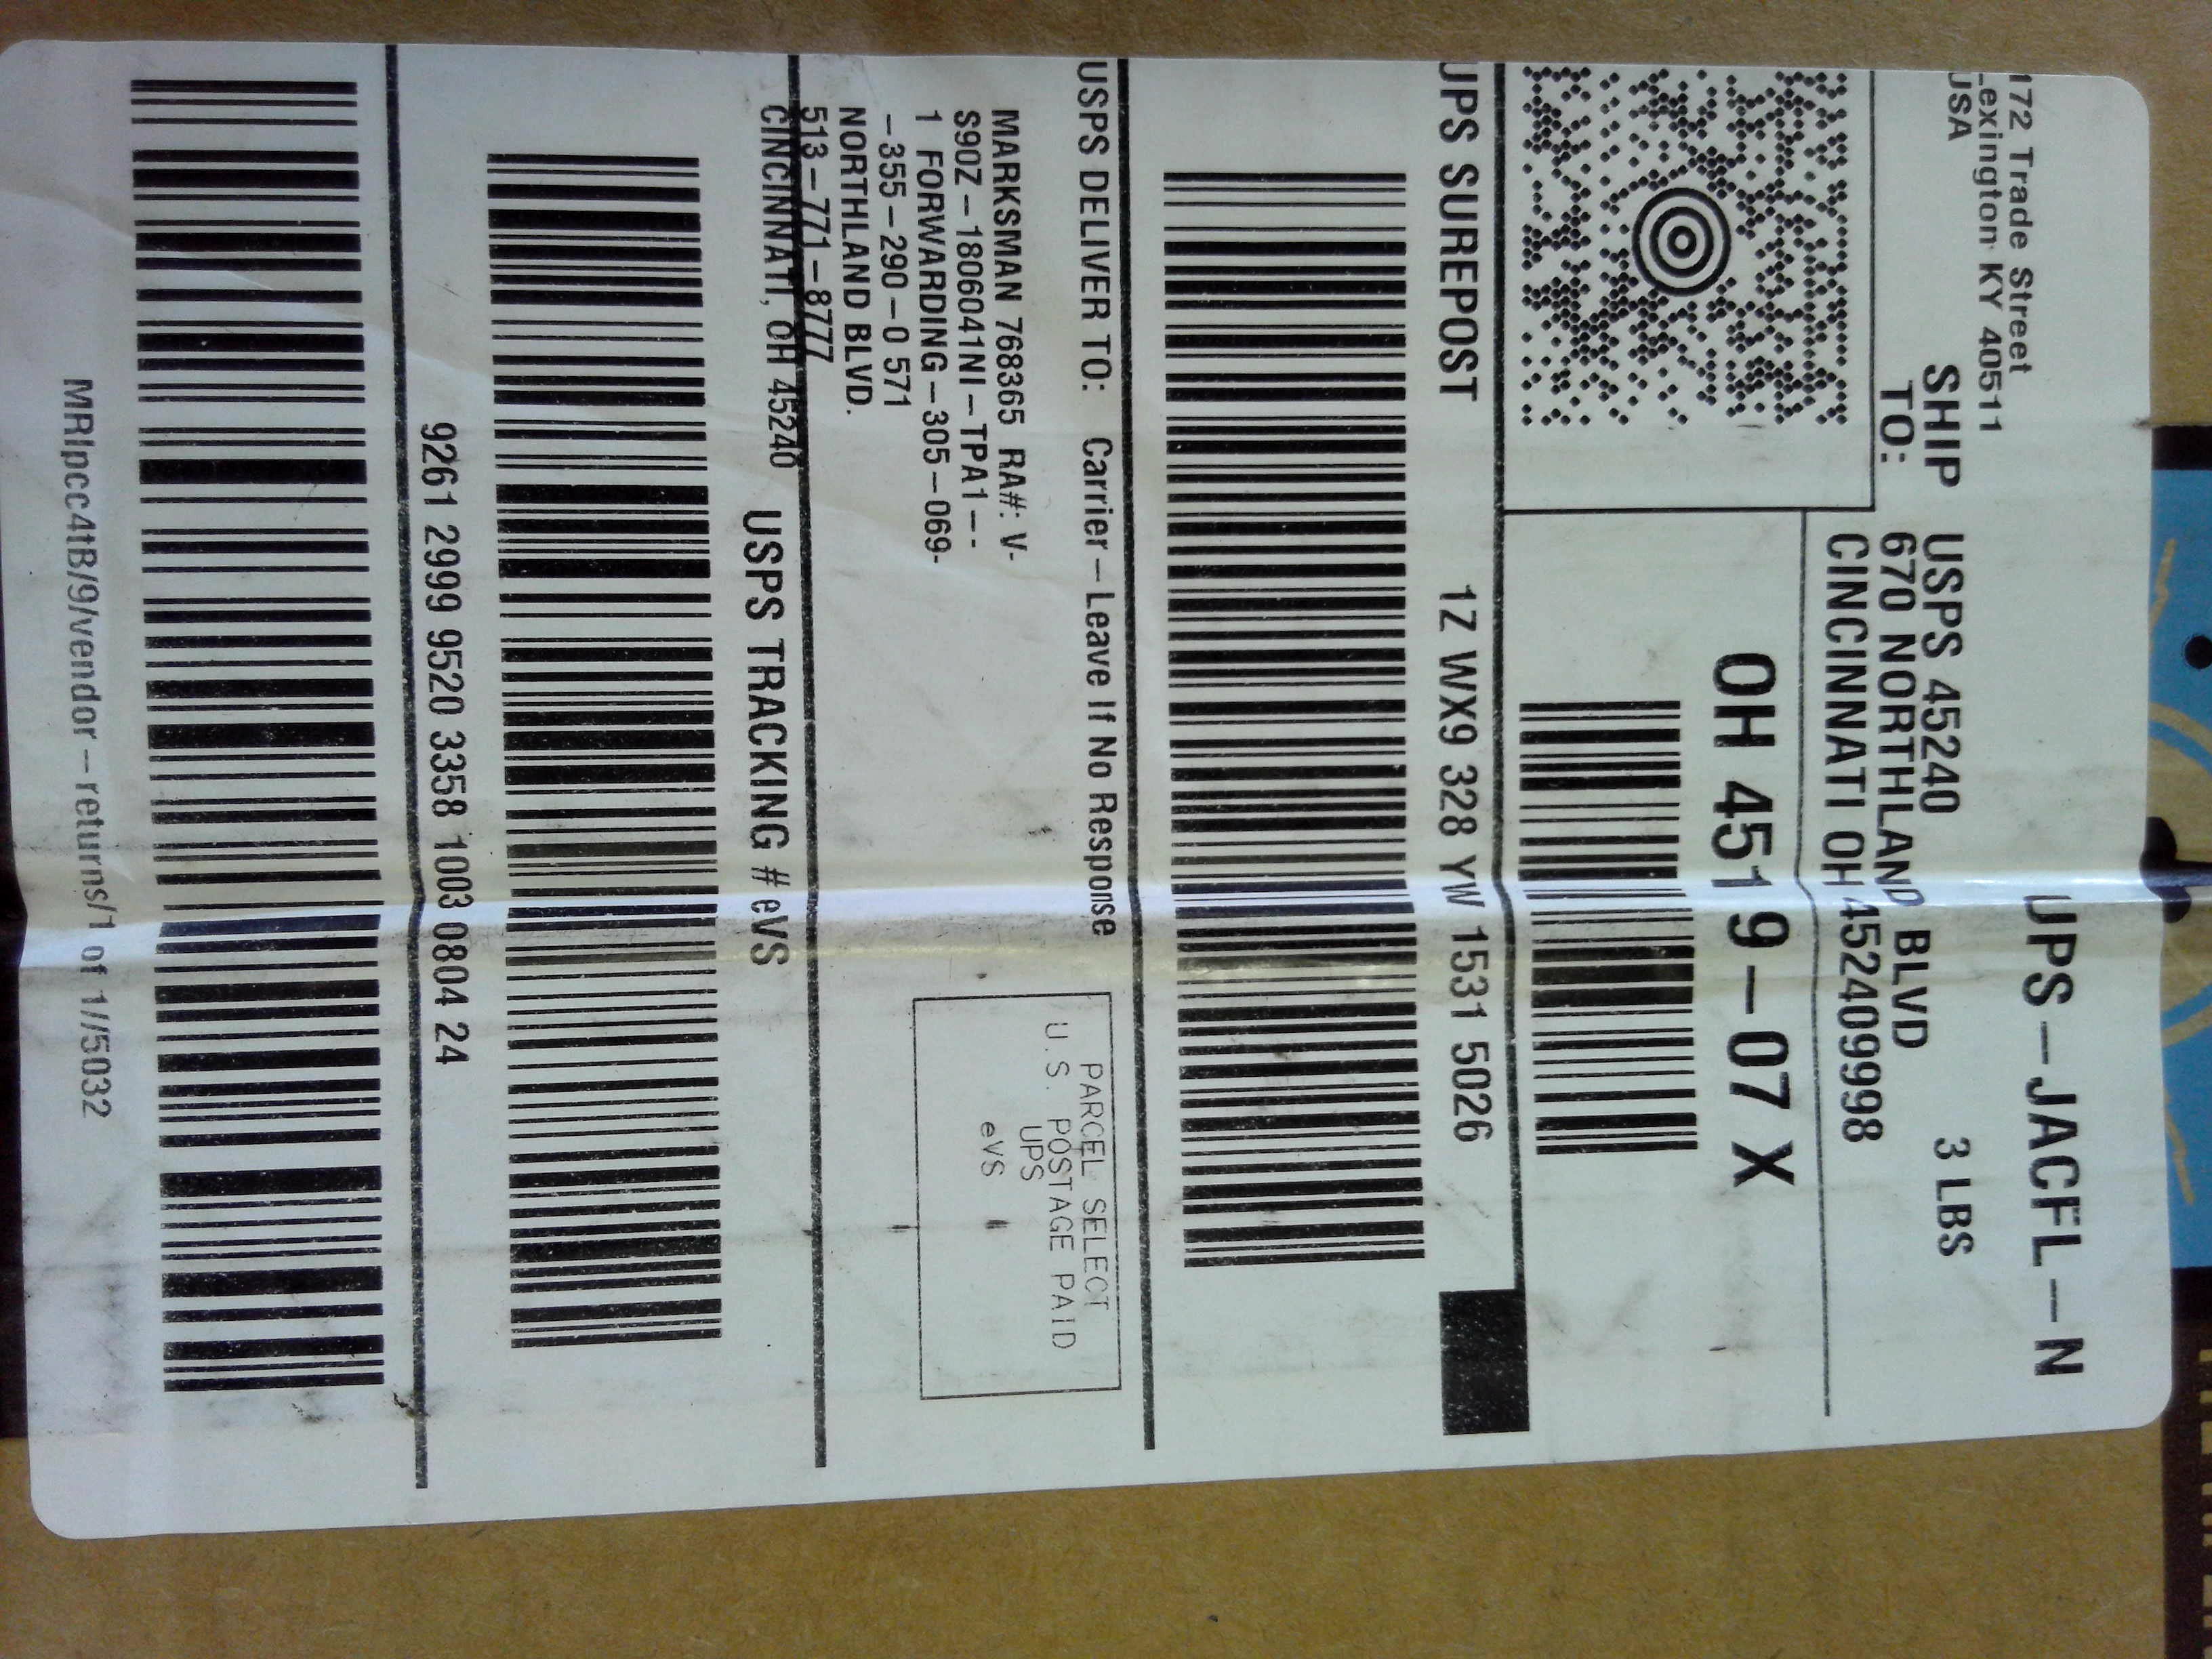 UPS-JACFL-N
172 Trade Street
Lexington KY 40511
USA
3 LBS
SHIP
TO:
USPS 45240
670 NORTHLAND BLVD
CINCINNATI OH 452409998
OH 451 9-07 X
UPS SUREPOST
1Z WX9 328 YW 1531 5026
USPS DELIVER TO:
Carrier-Leave If No Response
MARKSMAN 768365 RA#: V-
S90Z-180604 1NI-TPA1--
1 FORWARDING-305-069-
-355-290-0 571
NORTHLAND BLVD.
513-771-8777
CINCINNATI, OH 45240
PARCEL SELECT
U.S. POSTAGE PAID
UPS
eVS
USPS TRACKING # eVS
9261 2999 9520 3358 1003 0804 24
MRIpcc4tB/9/vendor-returns/1 of 1//5032